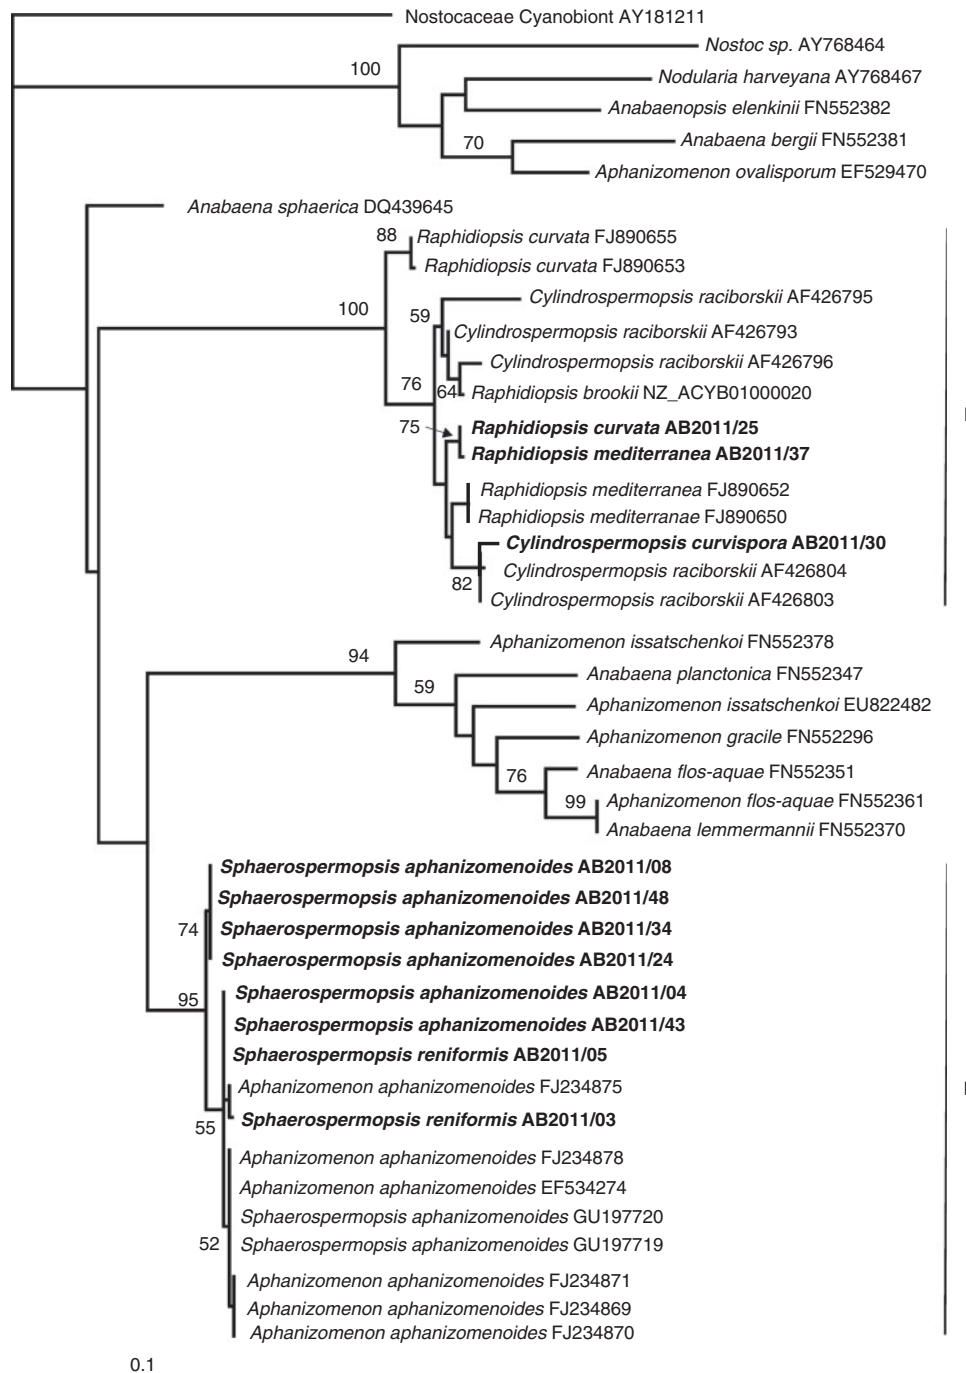 Nostocaceae Cyanobiont AY181211
Nostoc sp. AY768464
100
Nodularia harveyana AY768467
Anabaenopsis elenkinii FN552382
Anabaena bergii FN552381
70
Aphanizomenon ovalisporum EF529470
Anabaena sphaerica DQ439645
88
Raphidiopsis curvata FJ890655
Raphidiopsis curvata FJ890653
Cylindrospermopsis raciborskii AF426795
100
59
Cylindrospermopsis raciborskii AF426793
Cylindrospermopsis raciborskii AF426796
76
64
Raphidiopsis brookii NZ_ACYB01000020
75
Raphidiopsis curvata AB2011/25
Raphidiopsis mediterranea AB2011/37
Raphidiopsis mediterranea FJ890652
Raphidiopsis mediterranae FJ890650
Cylindrospermopsis curvispora AB2011/30
Cylindrospermopsis raciborskii AF426804
82
Cylindrospermopsis raciborskii AF426803
Aphanizomenon issatschenkoi FN552378
94
Anabaena planctonica FN552347
59
Aphanizomenon issatschenkoi EU822482
Aphanizomenon gracile FN552296
Anabaena flos-aquae FN552351
76
Aphanizomenon flos-aquae FN552361
99
Anabaena lemmermannii FN552370
Sphaerospermopsis aphanizomenoides AB2011/08
Sphaerospermopsis aphanizomenoides AB2011/48
74
Sphaerospermopsis aphanizomenoides AB2011/34
Sphaerospermopsis aphanizomenoides AB2011/24
95
Sphaerospermopsis aphanizomenoides AB2011/04
Sphaerospermopsis aphanizomenoides AB2011/43
Sphaerospermopsis reniformis AB2011/05
Aphanizomenon aphanizomenoides FJ234875
Sphaerospermopsis reniformis AB2011/03
55
Aphanizomenon aphanizomenoides FJ234878
Aphanizomenon aphanizomenoides EF534274
Sphaerospermopsis aphanizomenoides GU197720
52
Sphaerospermopsis aphanizomenoides GU197719
Aphanizomenon aphanizomenoides FJ234871
Aphanizomenon aphanizomenoides FJ234869
Aphanizomenon aphanizomenoides FJ234870
0.1